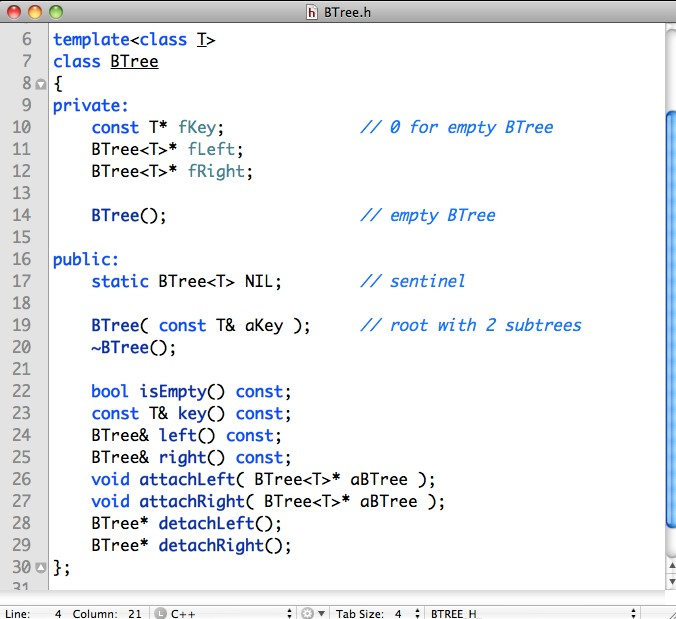 BTree.h
6 template<class T>
7 class BTree
8 {
9 private:
10 const T* fKey; // 0 for empty BTree
11 BTree<T>* fLeft;
12 BTree<T>* fRight;
13
14 BTree(); // empty BTree
15
16 public:
17 static BTree<T> NIL; // sentinel
18
19 BTree( const T& aKey ); // root with 2 subtrees
20 ~BTree();
21
22 bool isEmpty() const;
23 const T& key() const;
24 BTree& left() const;
25 BTree& right() const;
26 void attachLeft( BTree<T>* aBTree );
27 void attachRight( BTree<T>* aBTree );
28 BTree* detachLeft();
29 BTree* detachRight();
30 };
31
Line: 4 Column: 21 L C++ Tab Size: 4 BTREE_H_